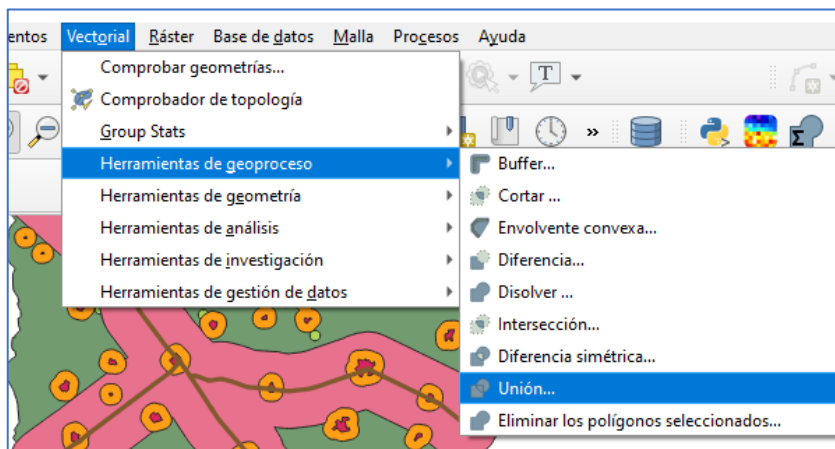 entos Vectorial Ráster Base de datos Malla Procesos Ayuda
Comprobar geometrías...
T
Comprobador de topología
Group Stats
»
Herramientas de geoproceso
Buffer...
Herramientas de geometría
Cortar ...
Herramientas de análisis
Envolvente convexa...
Herramientas de investigación
Diferencia...
Herramientas de gestión de datos
Disolver ...
Intersección...
Diferencia simétrica...
Unión...
Eliminar los polígonos seleccionados...